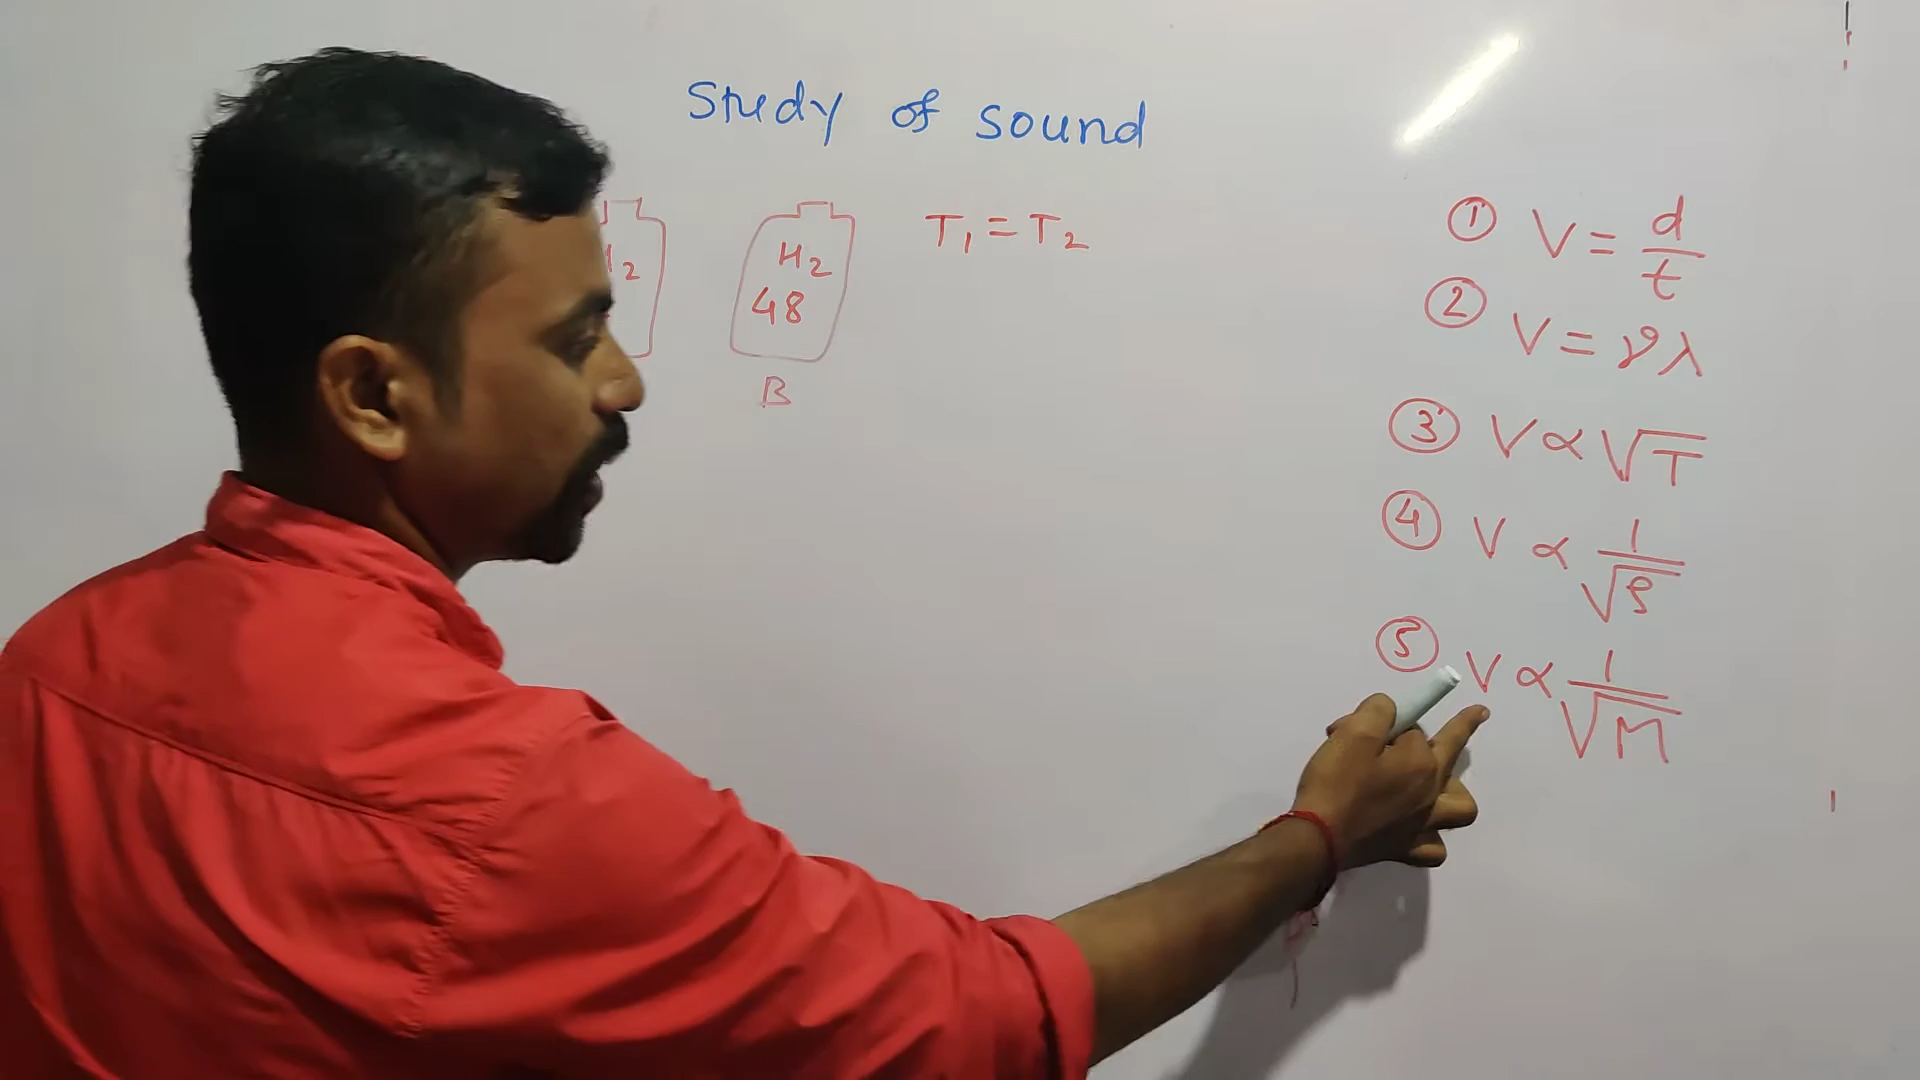 Study of sound
H₂
48
B
T₁ = T₂
① V = d/t
② V = νλ
③ V ∝ √T
④ V ∝ 1/√ρ
⑤ V ∝ 1/√M